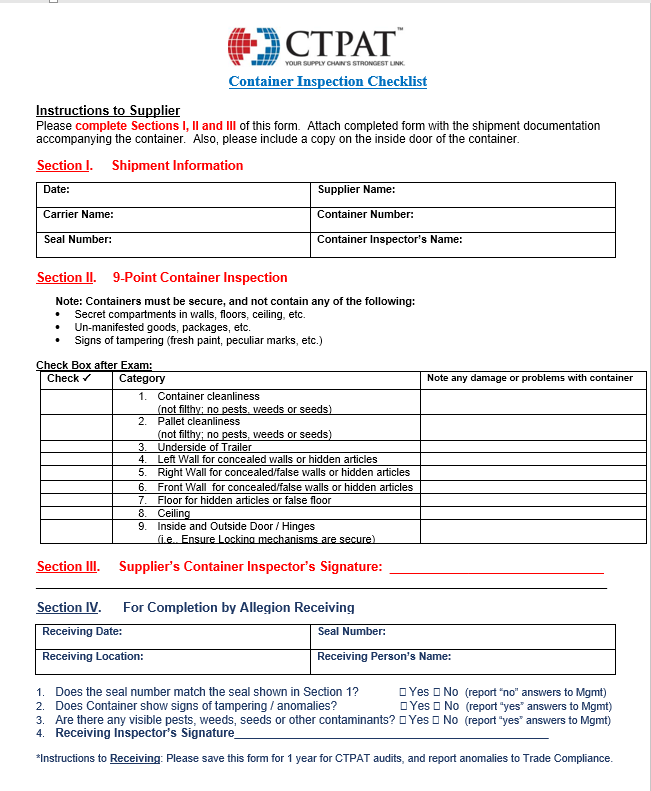 CTPAT™
YOUR SUPPLY CHAIN'S STRONGEST LINK.
Container Inspection Checklist
Instructions to Supplier
Please complete Sections I, II and III of this form. Attach completed form with the shipment documentation
accompanying the container. Also, please include a copy on the inside door of the container.
Section I. Shipment Information
Date: Supplier Name:
Carrier Name: Container Number:
Seal Number: Container Inspector's Name:
Section II. 9-Point Container Inspection
Note: Containers must be secure, and not contain any of the following:
• Secret compartments in walls, floors, ceiling, etc.
• Un-manifested goods, packages, etc.
• Signs of tampering (fresh paint, peculiar marks, etc.)
Check Box after Exam:
Check ✓ Category Note any damage or problems with container
1. Container cleanliness
(not filthy; no pests, weeds or seeds)
2. Pallet cleanliness
(not filthy; no pests, weeds or seeds)
3. Underside of Trailer
4. Left Wall for concealed walls or hidden articles
5. Right Wall for concealed/false walls or hidden articles
6. Front Wall for concealed/false walls or hidden articles
7. Floor for hidden articles or false floor
8. Ceiling
9. Inside and Outside Door / Hinges
(i.e., Ensure Locking mechanisms are secure)
Section III. Supplier's Container Inspector's Signature: ____________________
Section IV. For Completion by Allegion Receiving
Receiving Date: Seal Number:
Receiving Location: Receiving Person's Name:
1. Does the seal number match the seal shown in Section 1? □ Yes □ No (report "no" answers to Mgmt)
2. Does Container show signs of tampering / anomalies? □ Yes □ No (report "yes" answers to Mgmt)
3. Are there any visible pests, weeds, seeds or other contaminants? □ Yes □ No (report "yes" answers to Mgmt)
4. Receiving Inspector's Signature____________________
*Instructions to Receiving: Please save this form for 1 year for CTPAT audits, and report anomalies to Trade Compliance.